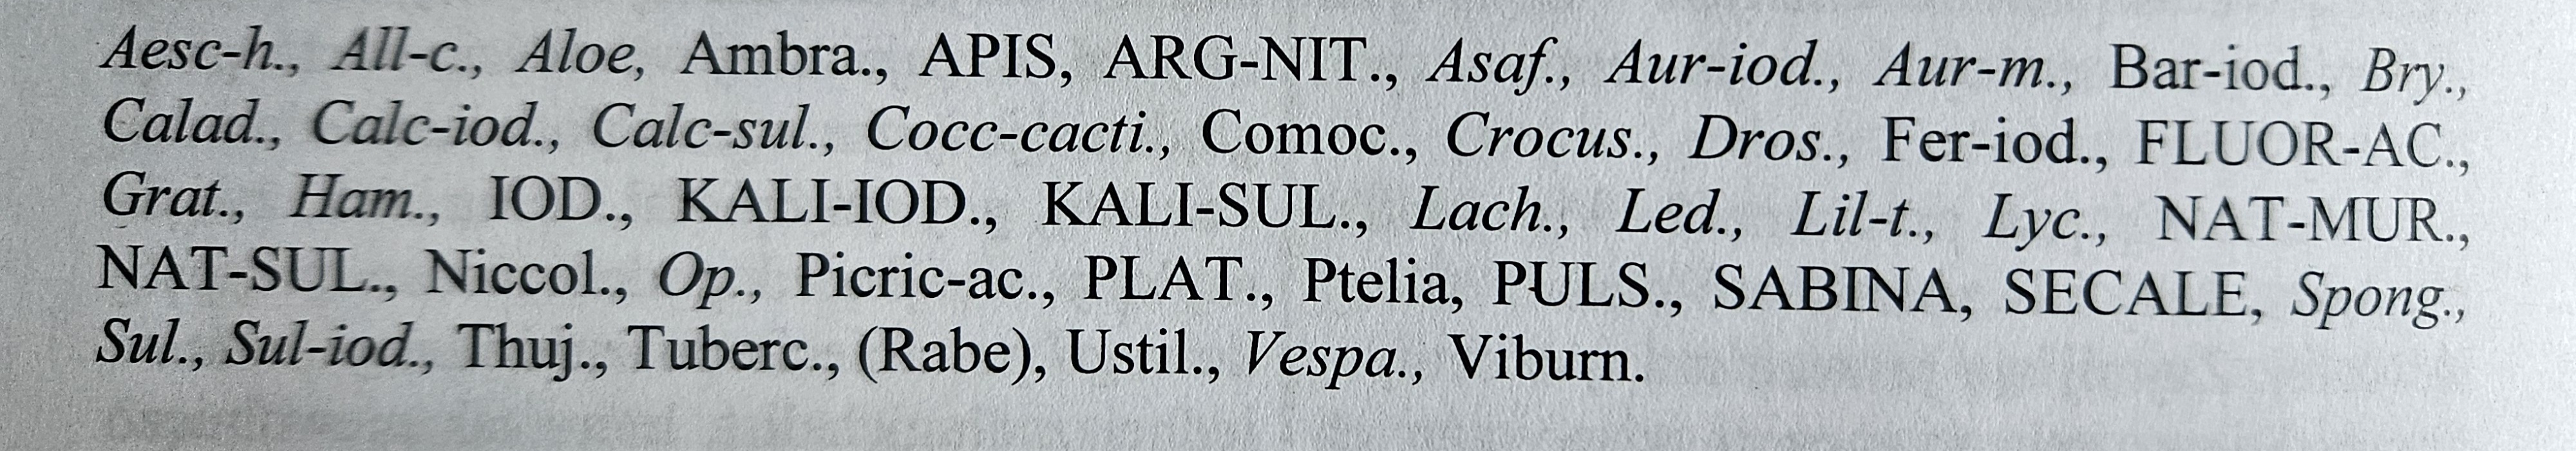 Aesc-h., All-c., Aloe, Ambra., APIS, ARG-NIT., Asaf., Aur-iod., Aur-m., Bar-iod., Bry.,
Calad., Calc-iod., Calc-sul., Cocc-cacti., Comoc., Crocus., Dros., Fer-iod., FLUOR-AC.,
Grat., Ham., IOD., KALI-IOD., KALI-SUL., Lach., Led., Lil-t., Lyc., NAT-MUR.,
NAT-SUL., Niccol., Op., Picric-ac., PLAT., Ptelia, PULS., SABINA, SECALE, Spong.,
Sul., Sul-iod., Thuj., Tuberc., (Rabe), Ustil., Vespa., Viburn.